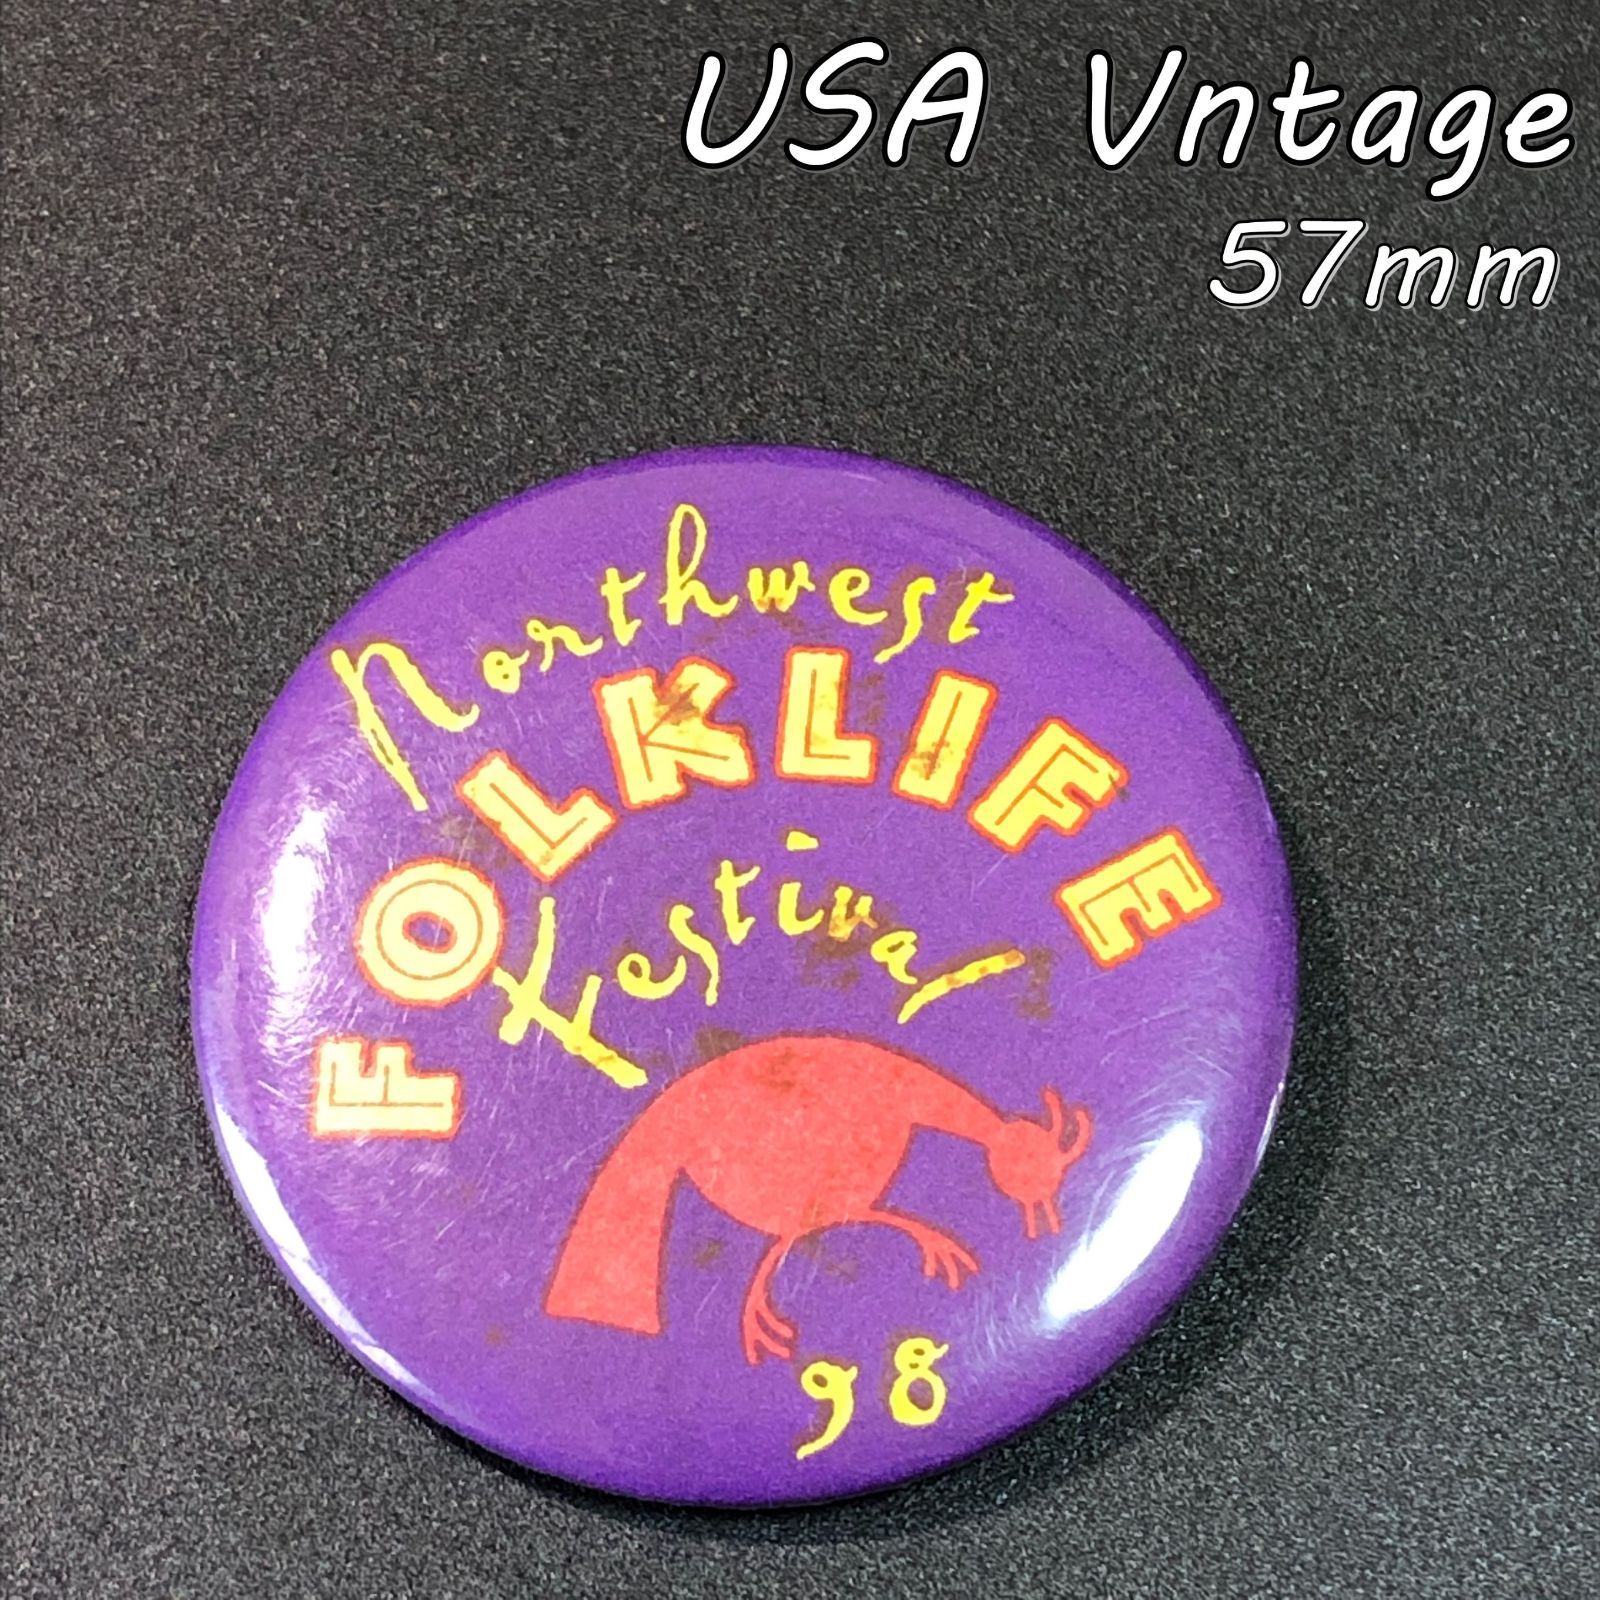 USA Vntage
57mm
Northwest
FOLKLIFE
Festival
98